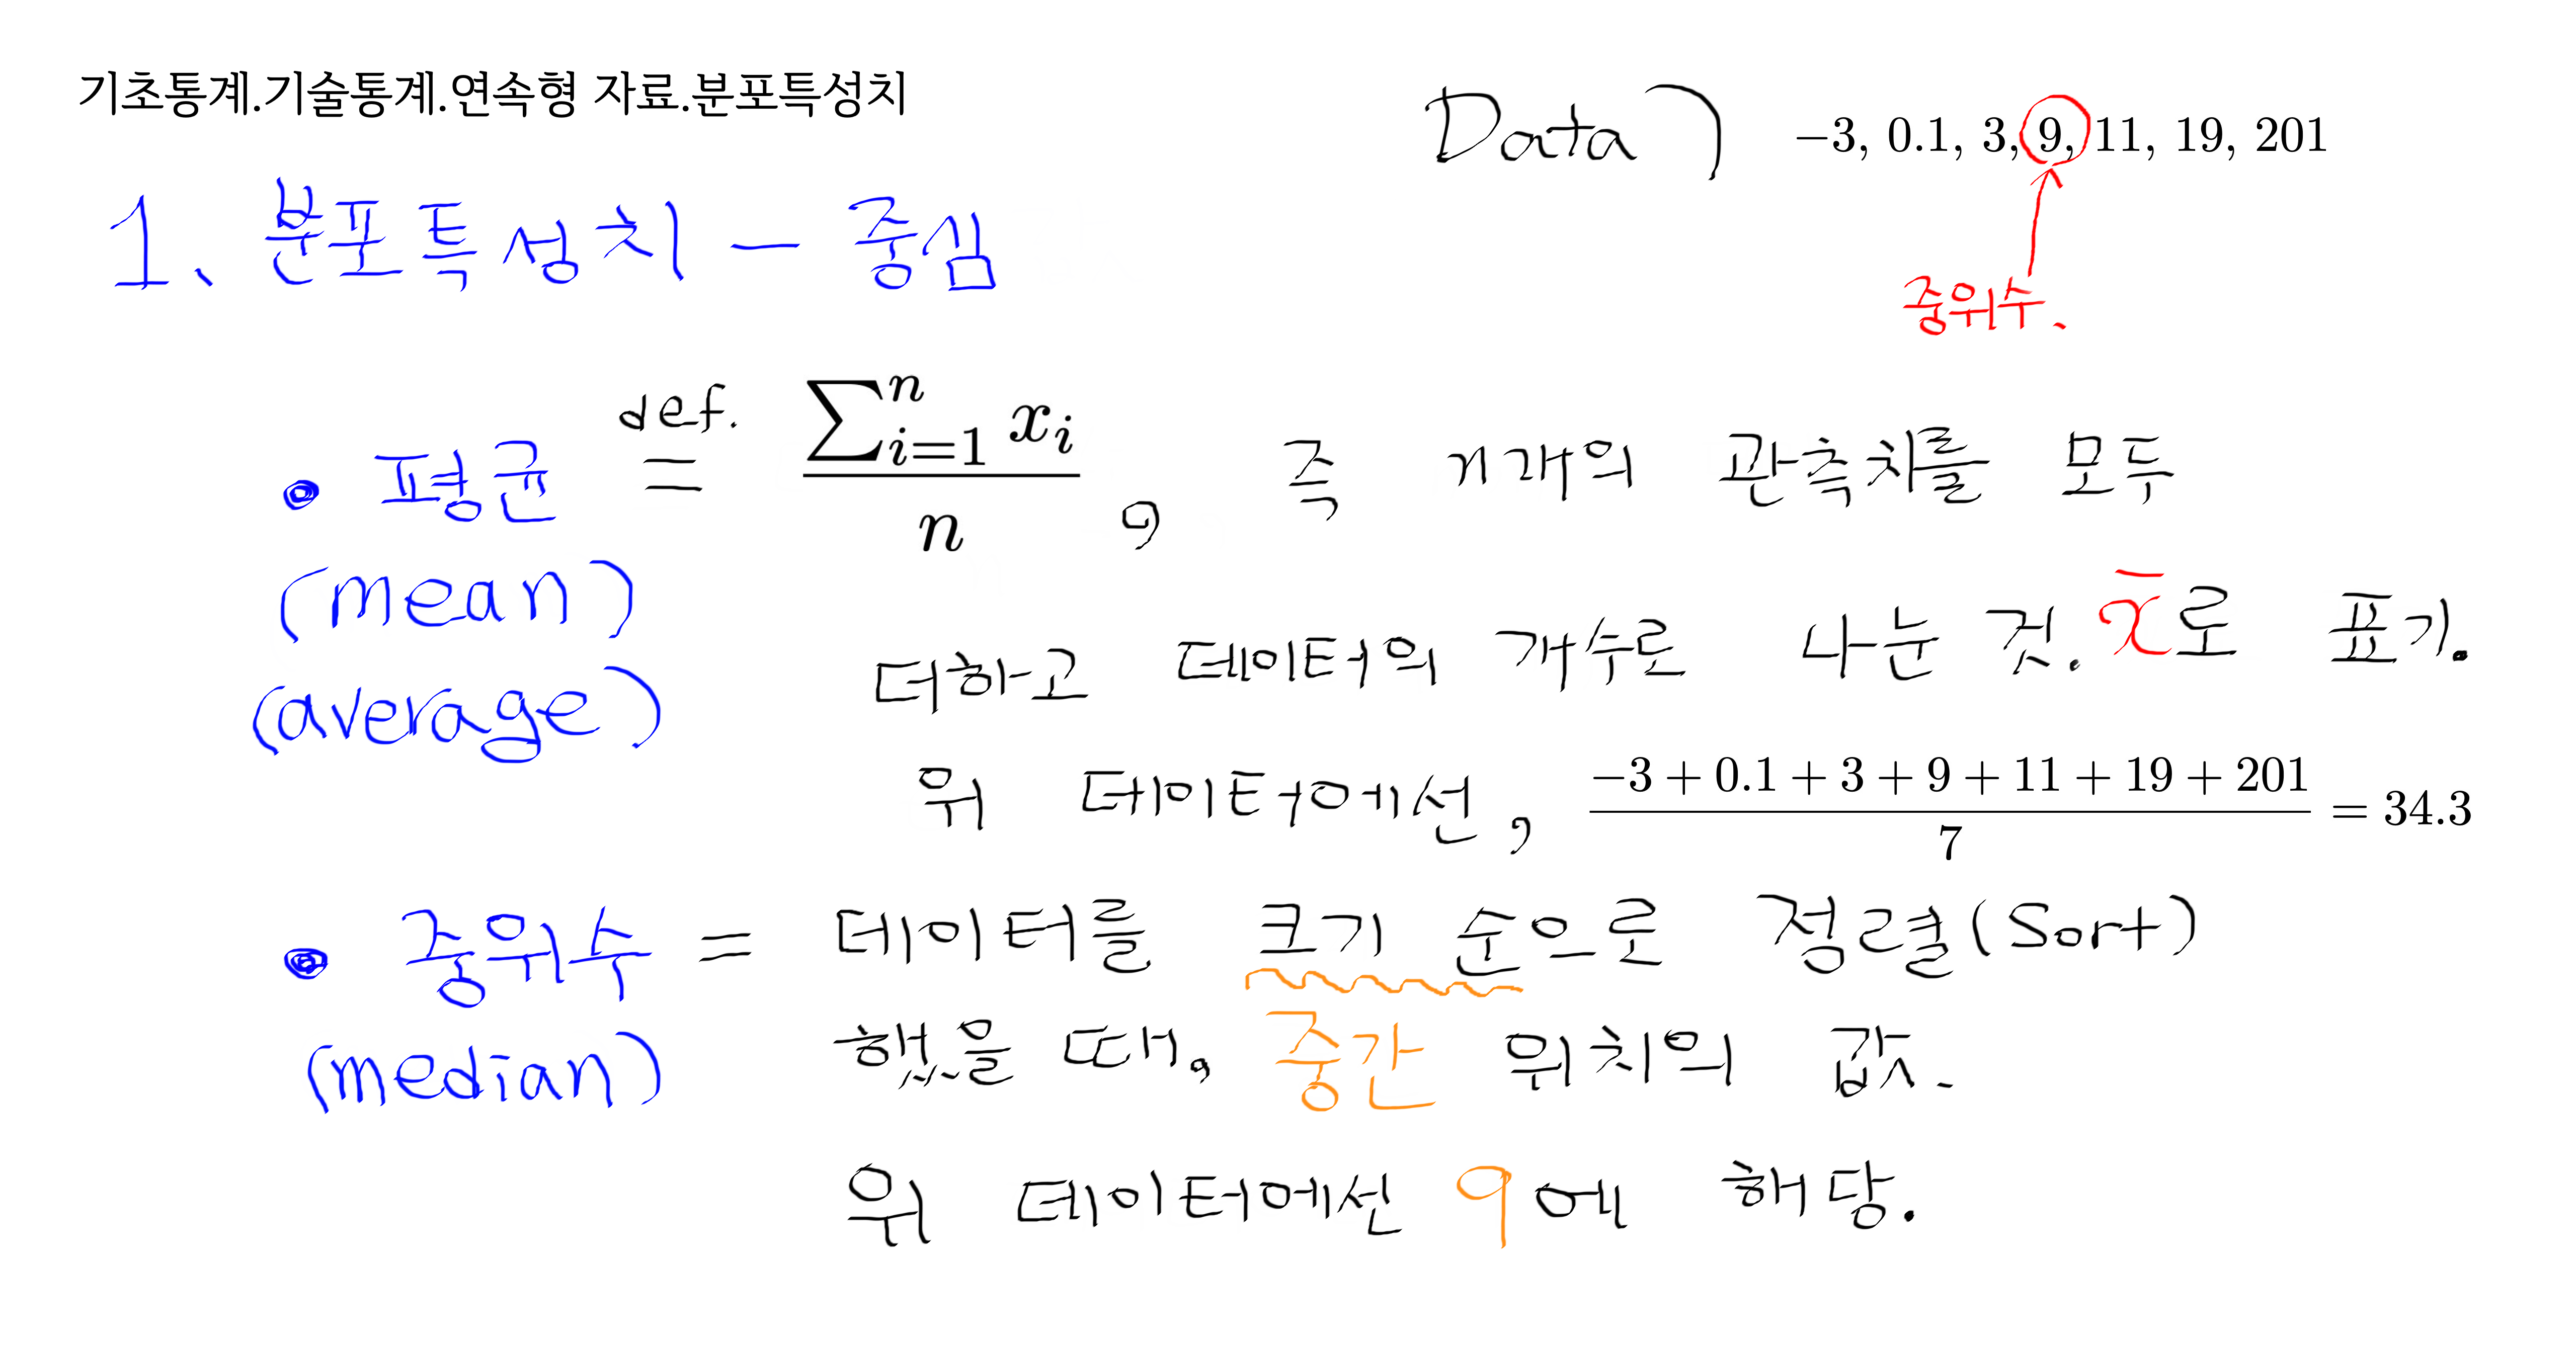 기초통계.기술통계.연속형 자료.분포특성치
Data) −3, 0.1, 3, 9, 11, 19, 201
중위수.
1. 분포특성치 - 중심
• 평균 def. = \frac{\sum_{i=1}^{n} x_i}{n}, 즉 n개의 관측치를 모두
(mean)
(average)
더하고 데이터의 개수로 나눈 것. x̄로 표기.
위 데이터에선, \frac{−3 + 0.1 + 3 + 9 + 11 + 19 + 201}{7} = 34.3
• 중위수 = 데이터를 크기 순으로 정렬(Sort)
(median)
했을 때, 중간 위치의 값.
위 데이터에선 9에 해당.